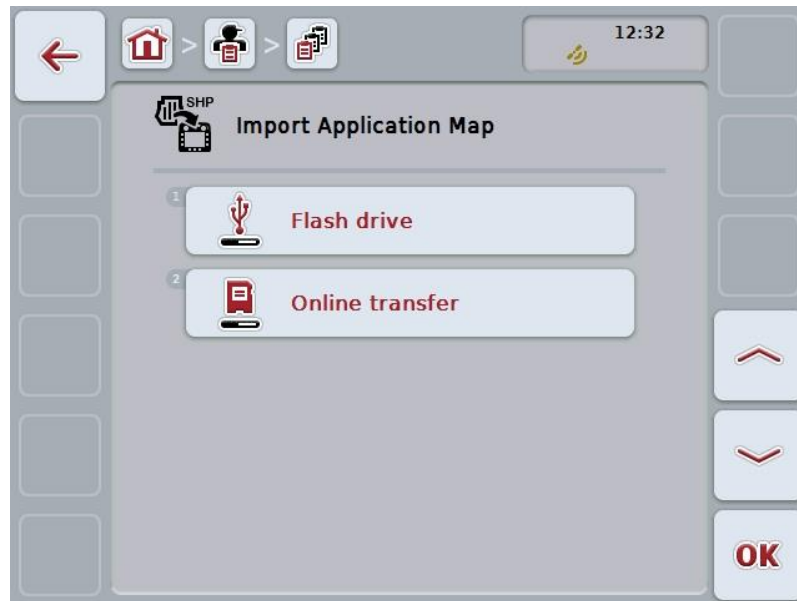 > >
12:32
SHP
Import Application Map
1
Flash drive
2
Online transfer
OK